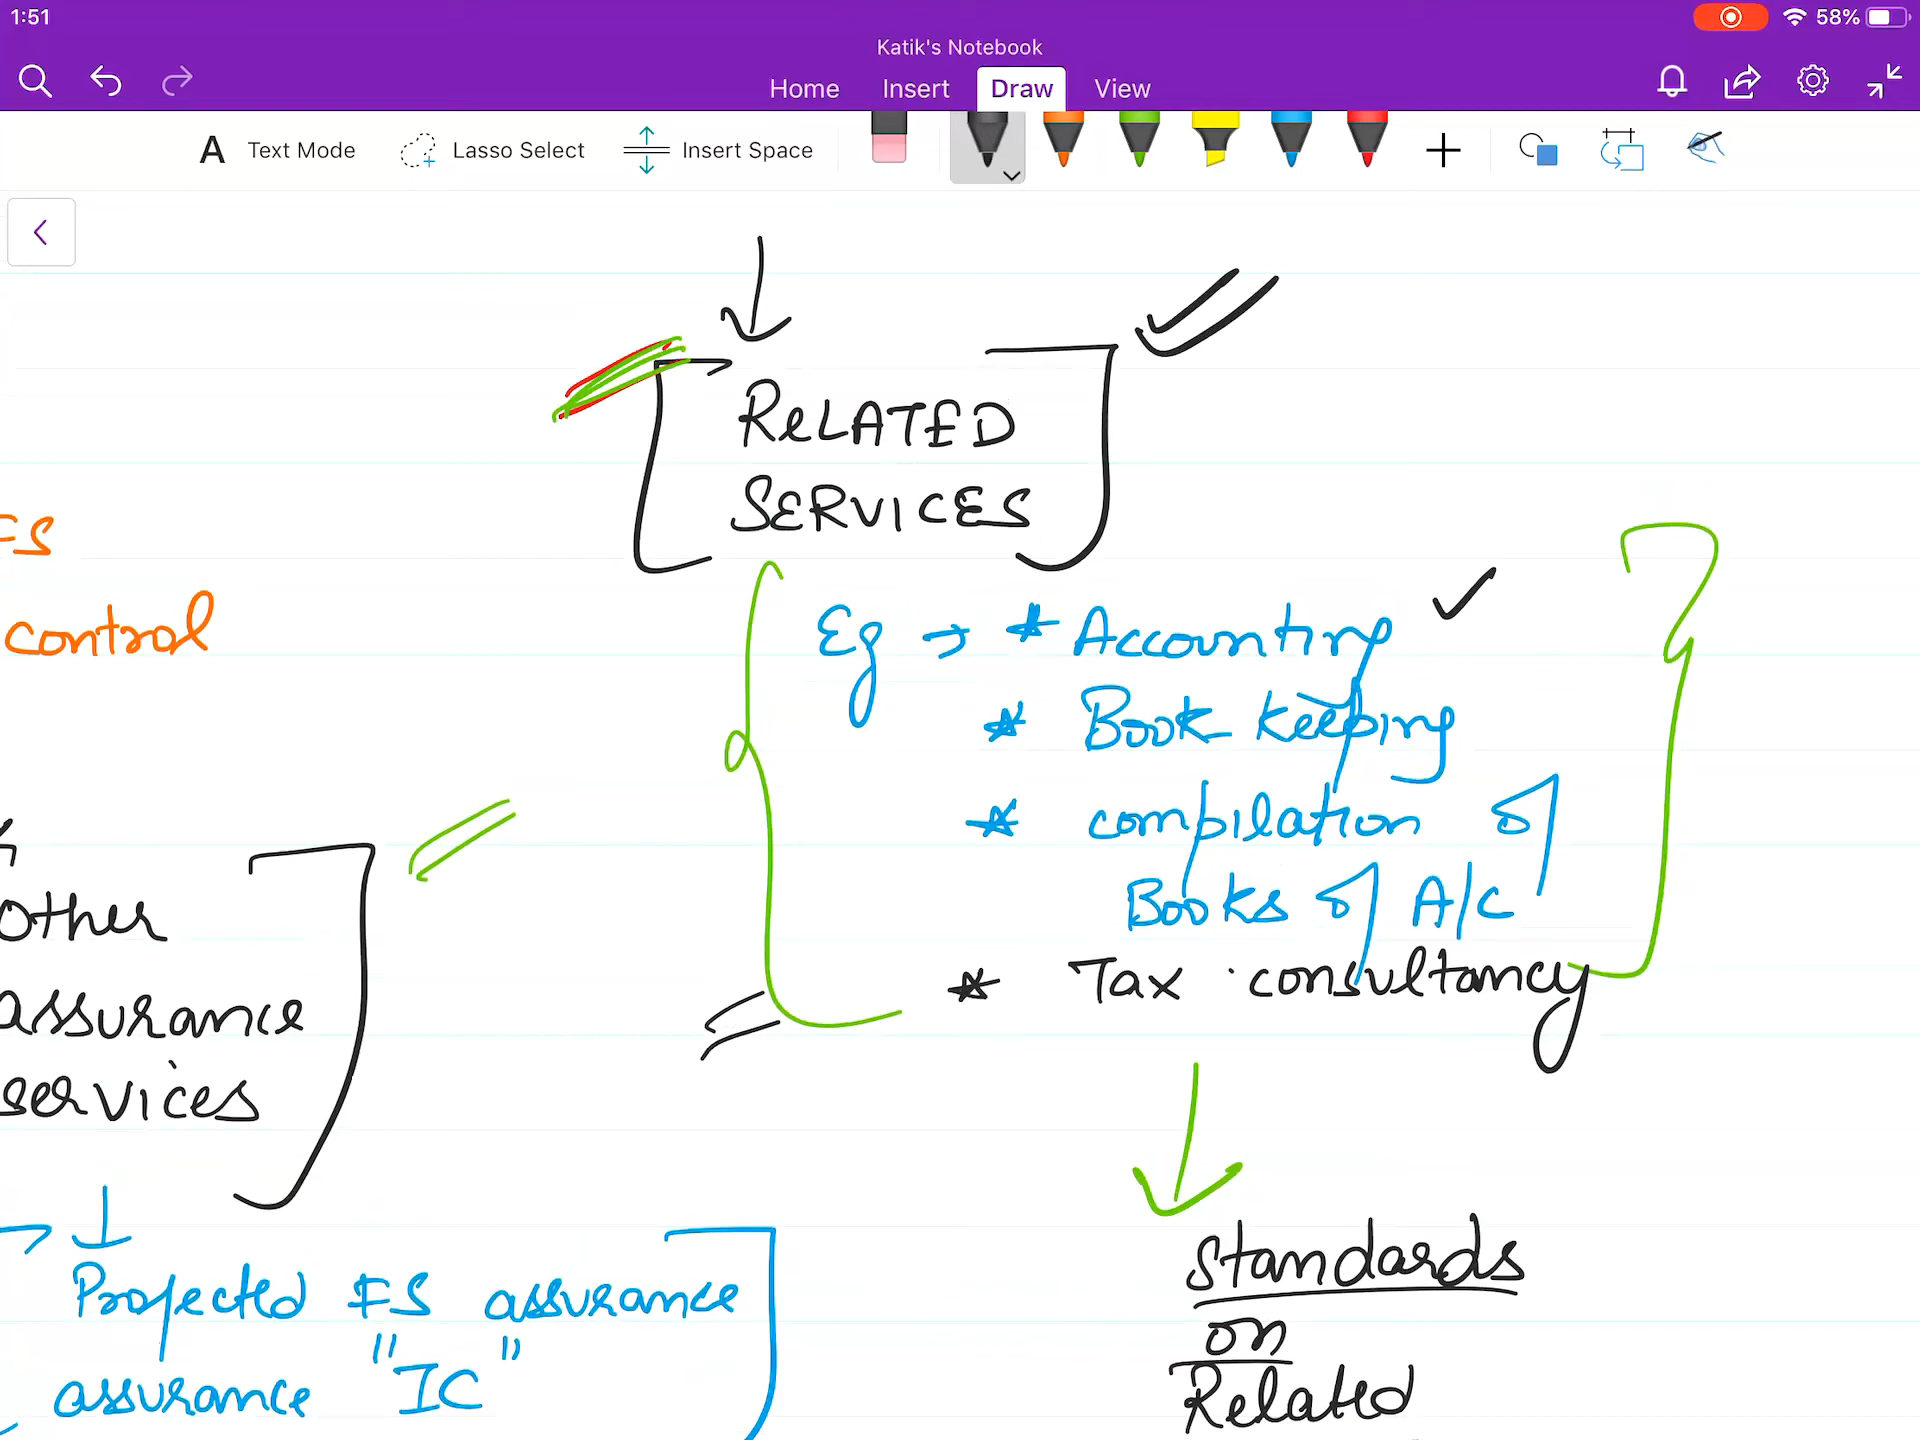 1:51
58%
Katik's Notebook
Home Insert Draw View
A Text Mode Lasso Select Insert Space
RELATED
SERVICES
FS
control
Eg → * Accounting
* Book keeping
* compilation of
Books of A/C
* Tax consultancy
other
assurance
services
Projected FS assurance
assurance "IC"
Standards
on
Related